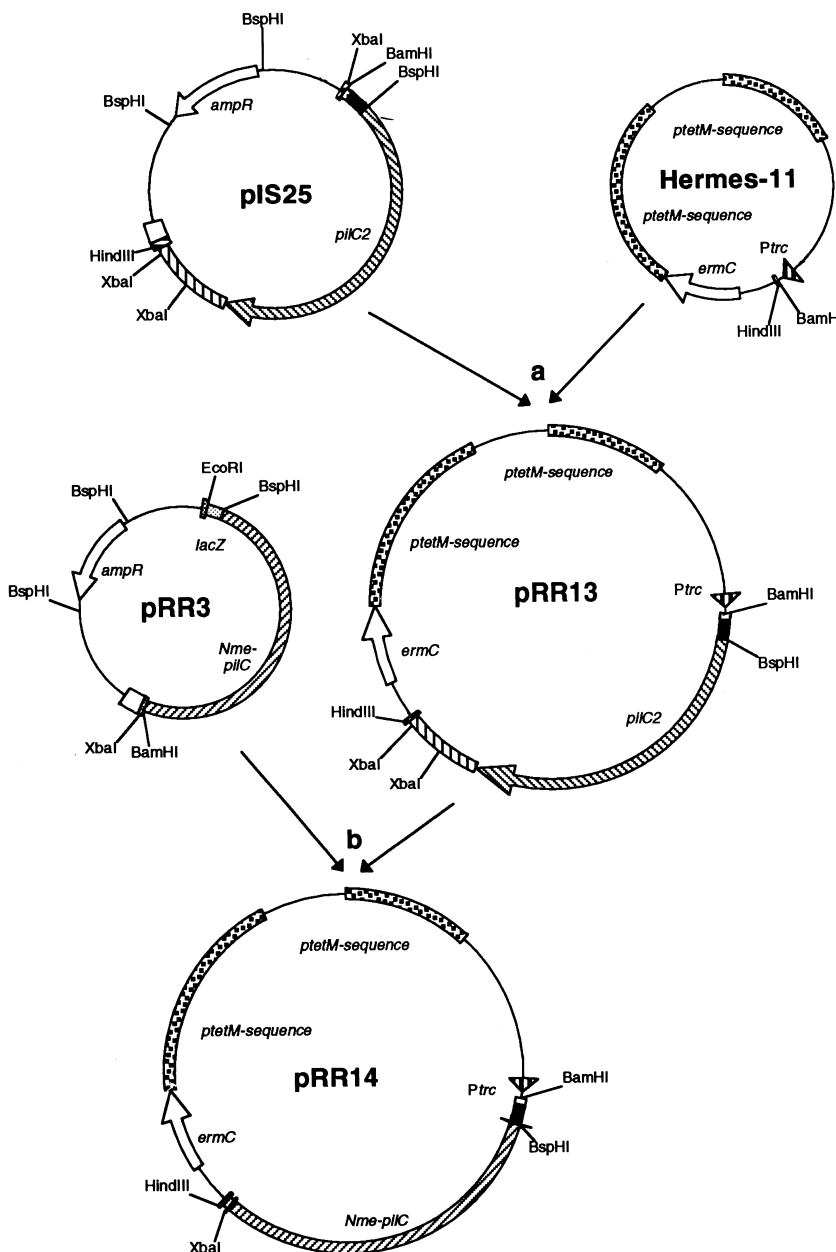 BspHI
XbaI
BamHI
BspHI
BspHI
ampR
pIS25
pilC2
HindIII
XbaI
XbaI
ptetM-sequence
Hermes-11
ptetM-sequence
Ptrc
ermC
BamH
HindIII
a
EcoRI
BspHI
BspHI
lacZ
ampR
BspHI
pRR3
Nme-
pilC
XbaI
BamHI
ptetM-sequence
ptetM-sequence
pRR13
Ptrc
BamHI
BspHI
ermC
HindIII
pilC2
XbaI
XbaI
b
ptetM-sequence
ptetM-sequence
pRR14
Ptrc
BamHI
BspHI
ermC
HindIII
Nme-pilC
XbaI